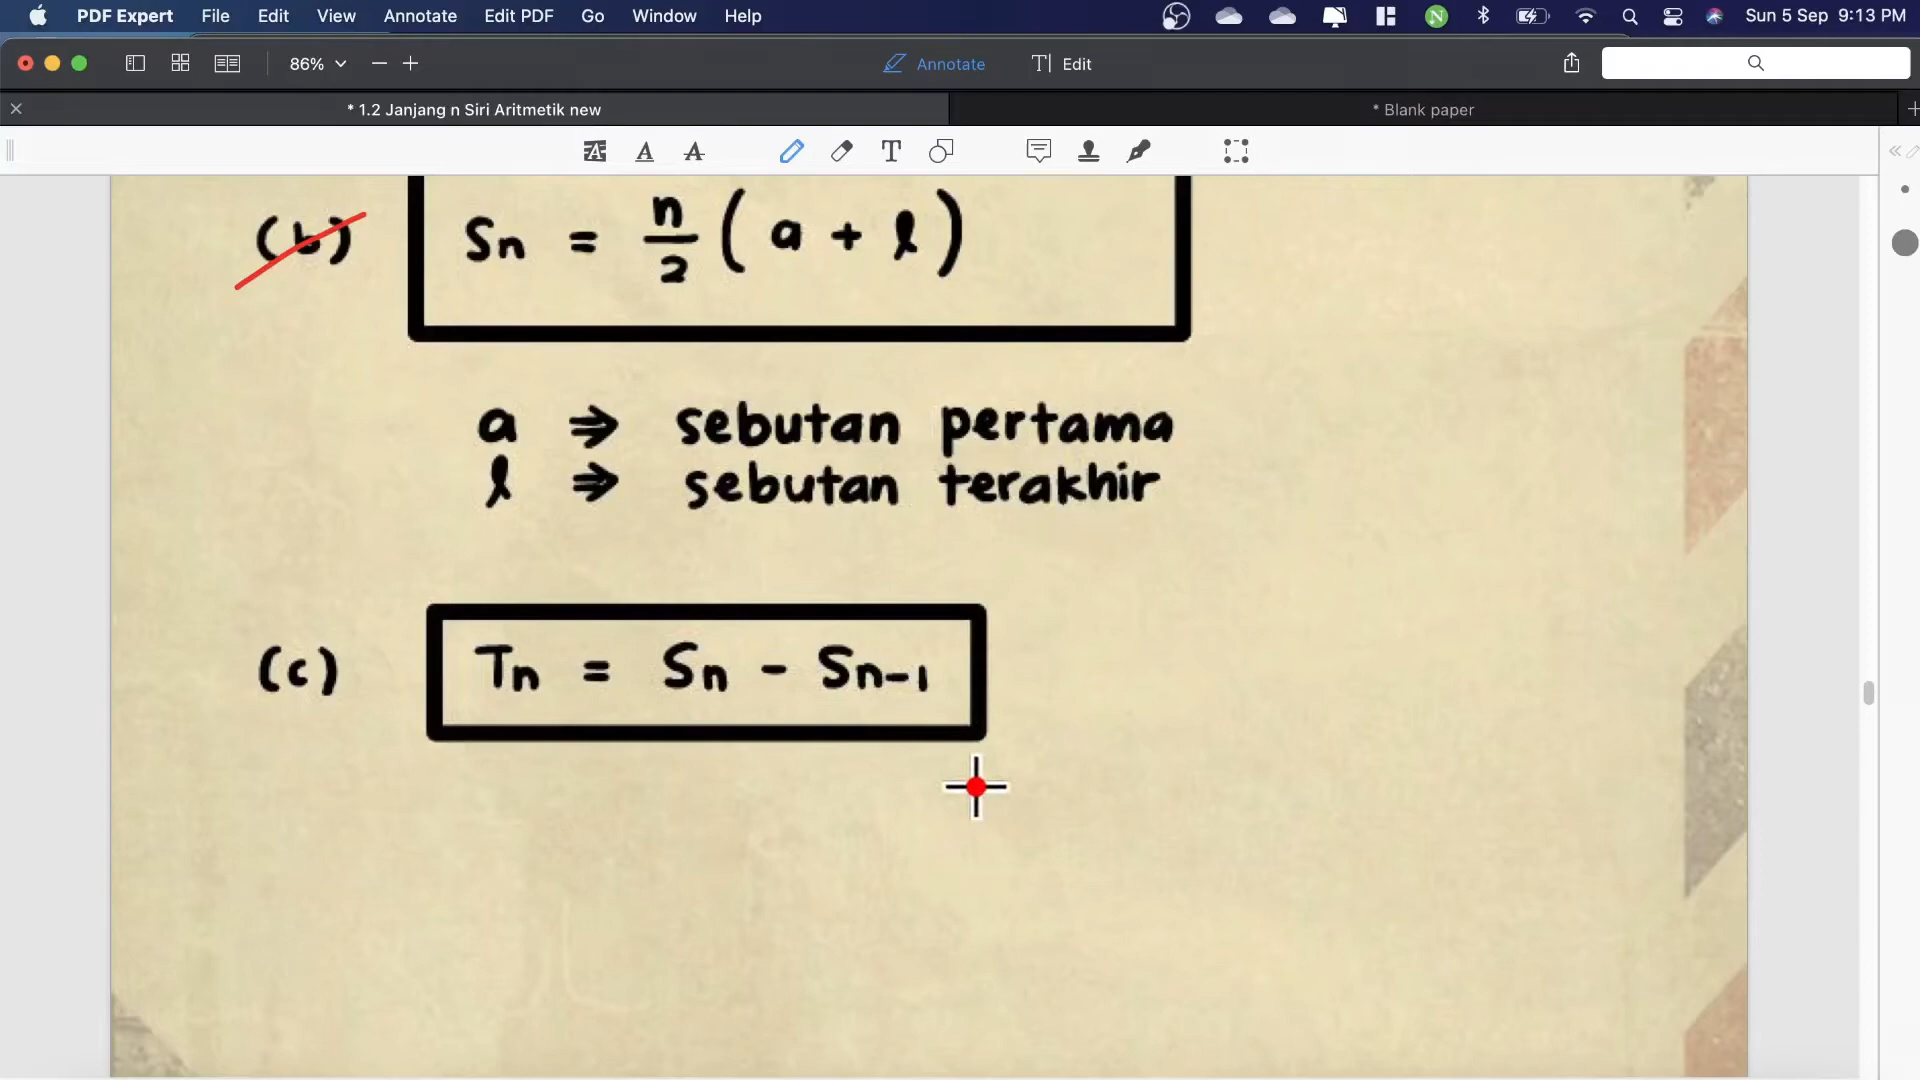 PDF Expert File Edit View Annotate Edit PDF Go Window Help Sun 5 Sep 9:13 PM
86% Annotate T Edit
* 1.2 Janjang n Siri Aritmetik new * Blank paper
A A A T
(b) Sn = n/2 ( a + l )
a ⇒ sebutan pertama
l ⇒ sebutan terakhir
(c) Tn = Sn - Sn-1